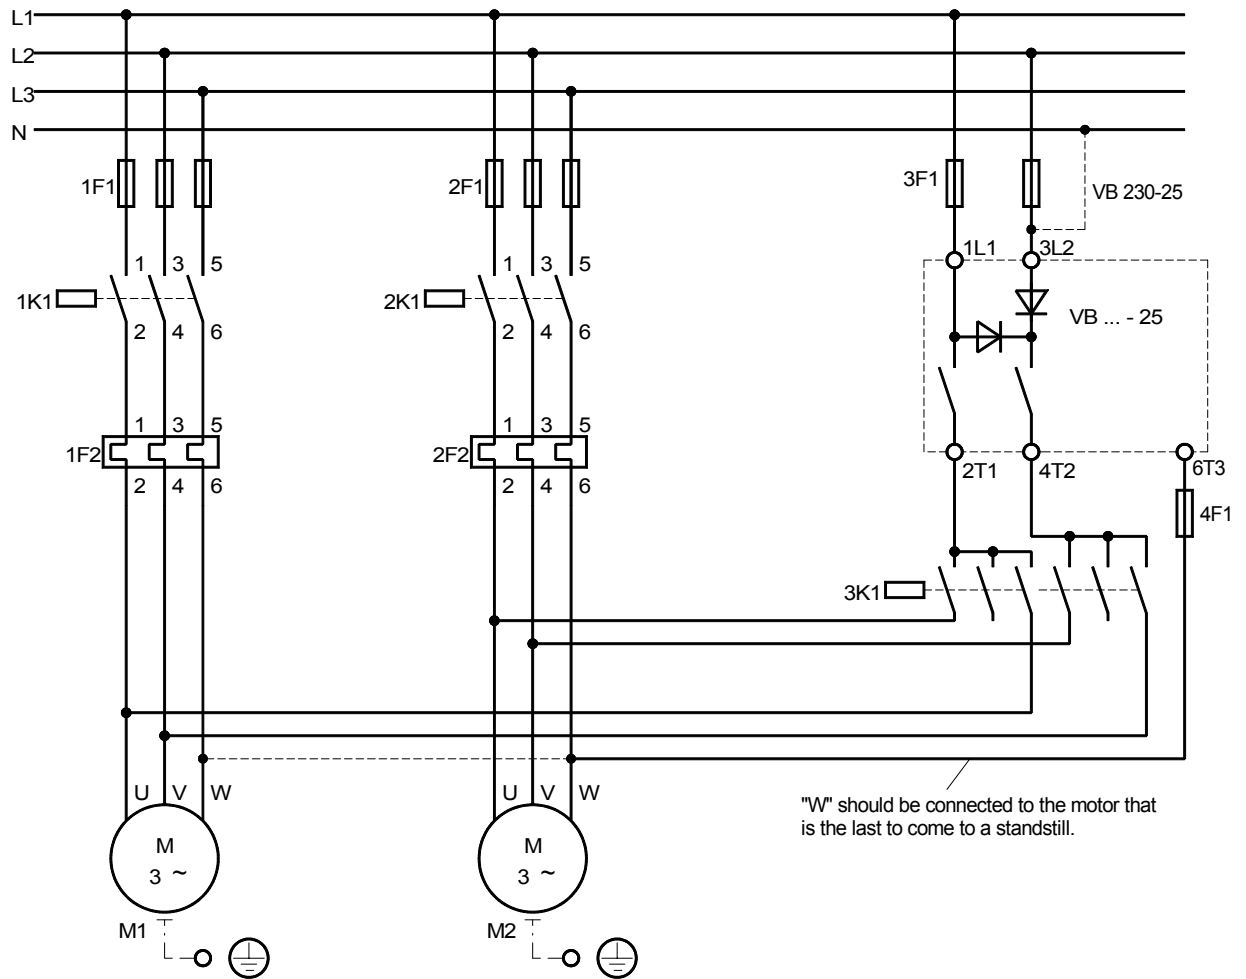 L1
L2
L3
N
1F1
2F1
3F1
VB 230-25
1 3 5
1 3 5
1L1 3L2
1K1
2K1
VB ... - 25
2 4 6
2 4 6
1 3 5
1 3 5
1F2
2F2
2T1 4T2 6T3
2 4 6
2 4 6
4F1
3K1
U V W
U V W
"W" should be connected to the motor that
is the last to come to a standstill.
M
3 ~
M
3 ~
M1
M2